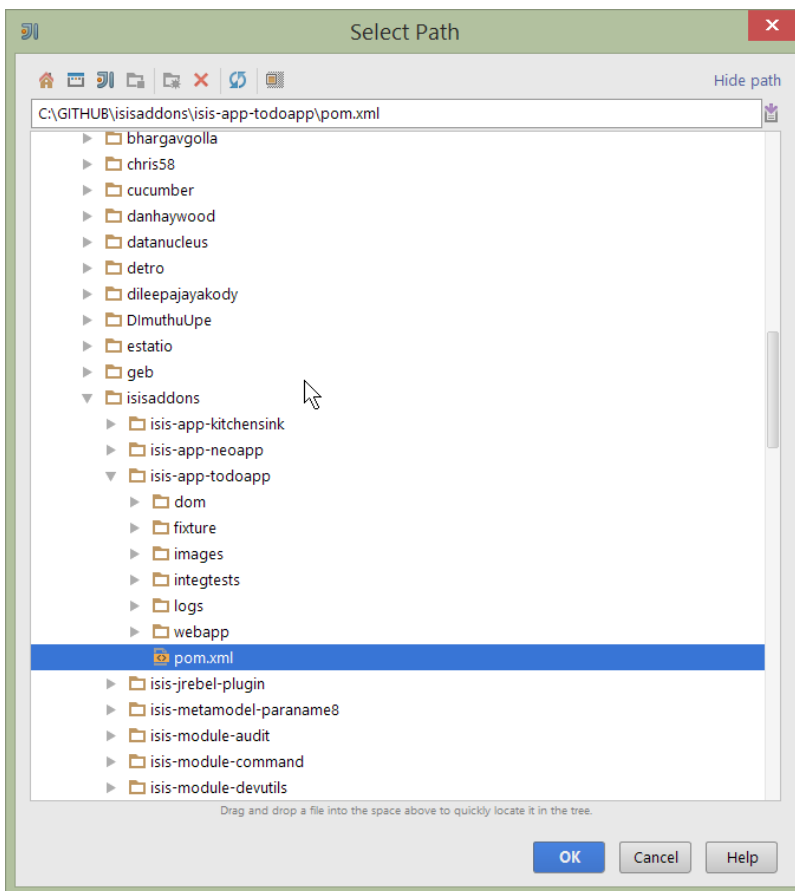 Select Path
Hide path
C:\GITHUB\isisaddons\isis-app-todoapp\pom.xml
bhargavgolla
chris58
cucumber
danhaywood
datanucleus
detro
dileepajayakody
DImuthuUpe
estatio
geb
isisaddons
isis-app-kitchensink
isis-app-neoapp
isis-app-todoapp
dom
fixture
images
integtests
logs
webapp
pom.xml
isis-jrebel-plugin
isis-metamodel-paraname8
isis-module-audit
isis-module-command
isis-module-devutils
Drag and drop a file into the space above to quickly locate it in the tree.
OK Cancel Help